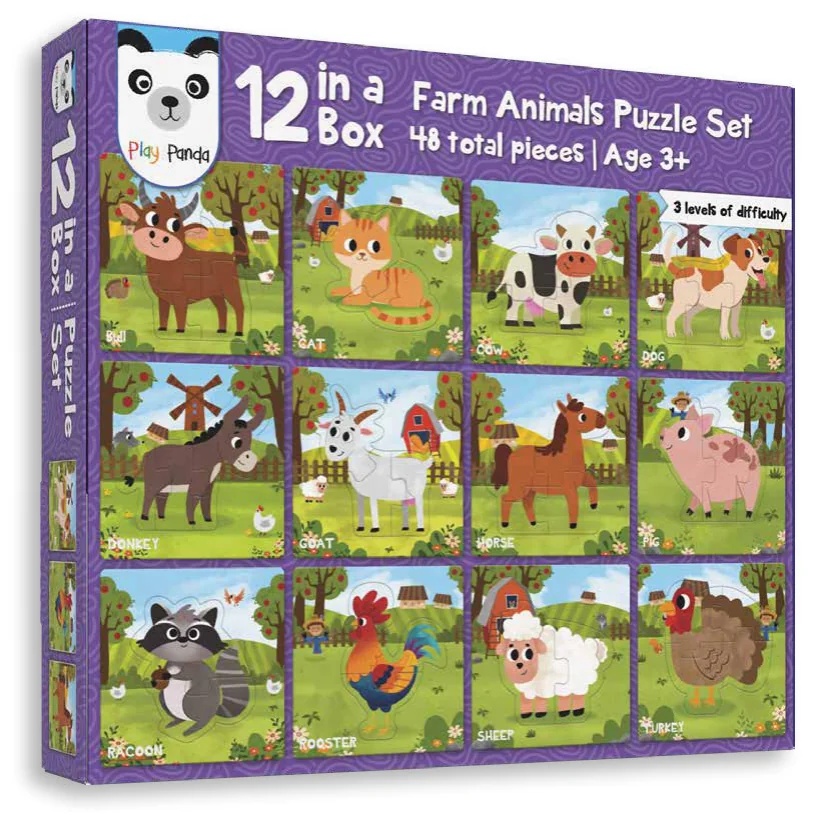 Play Panda
12 in a Box
Farm Animals Puzzle Set
48 total pieces | Age 3+
3 levels of difficulty
12 in a Box
Puzzle Set
Bull
CAT
COW
DOG
DONKEY
GOAT
HORSE
PIG
RACOON
ROOSTER
SHEEP
TURKEY